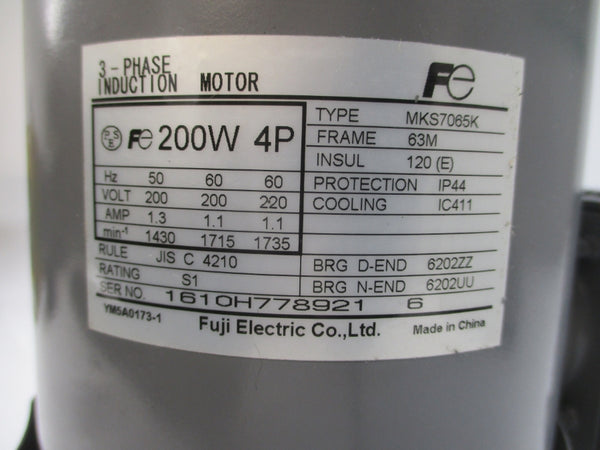 3-PHASE
INDUCTION MOTOR
Fe
PSE Fe 200W 4P
Hz 50 60 60
VOLT 200 200 220
AMP 1.3 1.1 1.1
min⁻¹ 1430 1715 1735
RULE JIS C 4210
RATING S1
SER NO. 1610H778921 6
TYPE MKS7065K
FRAME 63M
INSUL 120 (E)
PROTECTION IP44
COOLING IC411
BRG D-END 6202ZZ
BRG N-END 6202UU
YM5A0173-1
Fuji Electric Co.,Ltd.
Made in China